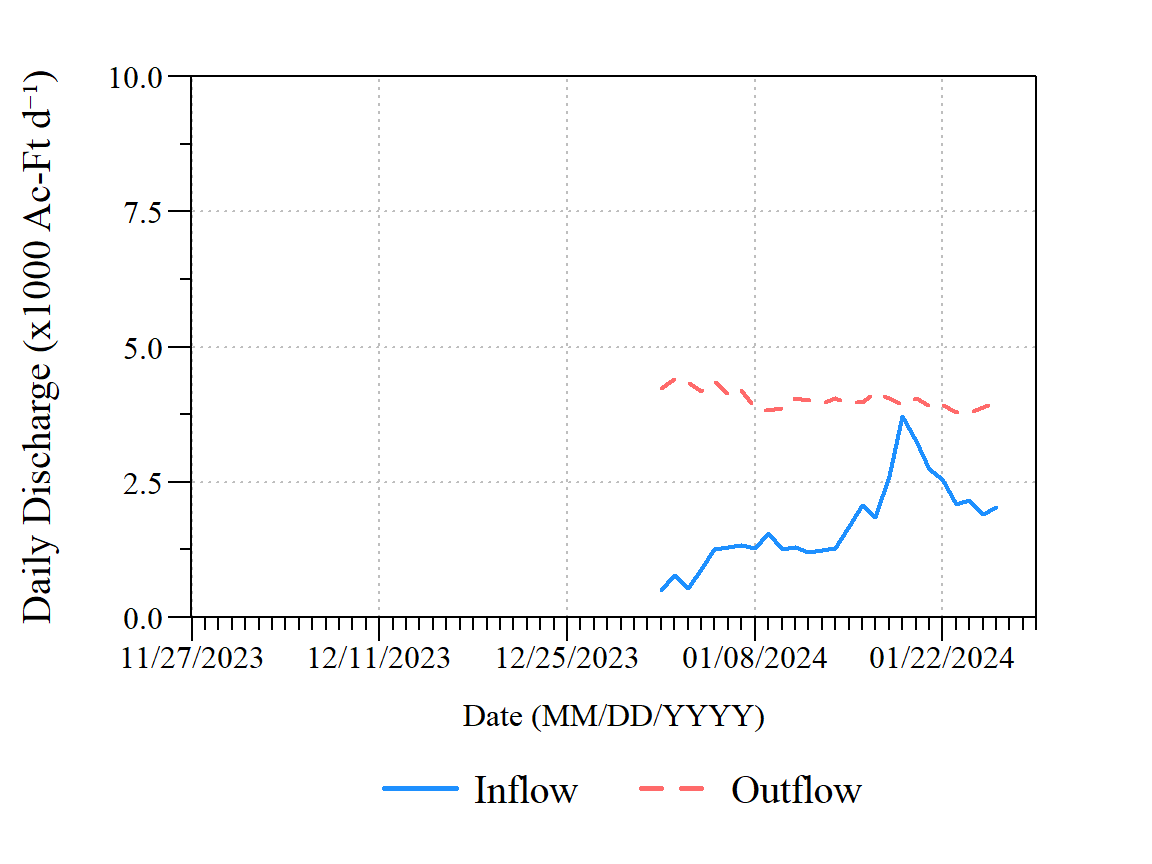 Daily Discharge (x1000 Ac-Ft d⁻¹)
10.0
7.5
5.0
2.5
0.0
11/27/2023 12/11/2023 12/25/2023 01/08/2024 01/22/2024
Date (MM/DD/YYYY)
Inflow Outflow